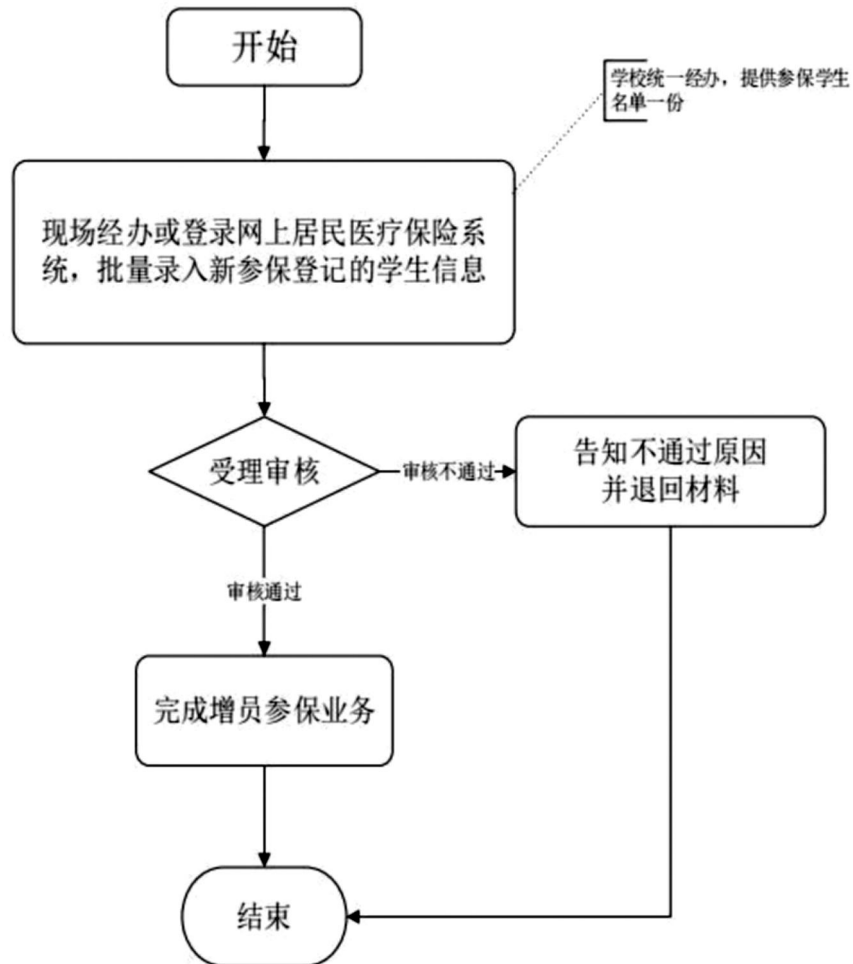 开始
学校统一经办，提供参保学生
名单一份
现场经办或登录网上居民医疗保险系
统，批量录入新参保登记的学生信息
受理审核
审核不通过
告知不通过原因
并退回材料
审核通过
完成增员参保业务
结束